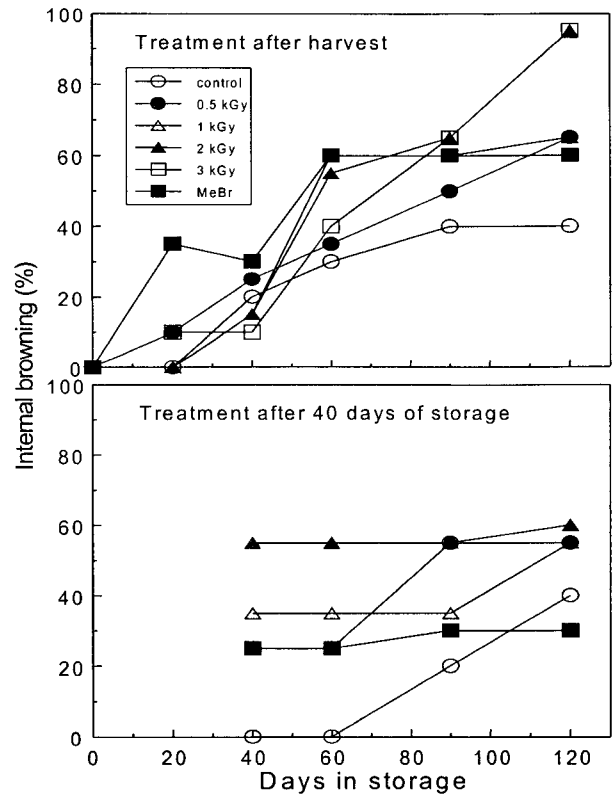 Treatment after harvest
control
0.5 kGy
1 kGy
2 kGy
3 kGy
MeBr
100
80
60
40
20
0
Internal browning (%)
Treatment after 40 days of storage
100
80
60
40
20
0
0 20 40 60 80 100 120
Days in storage